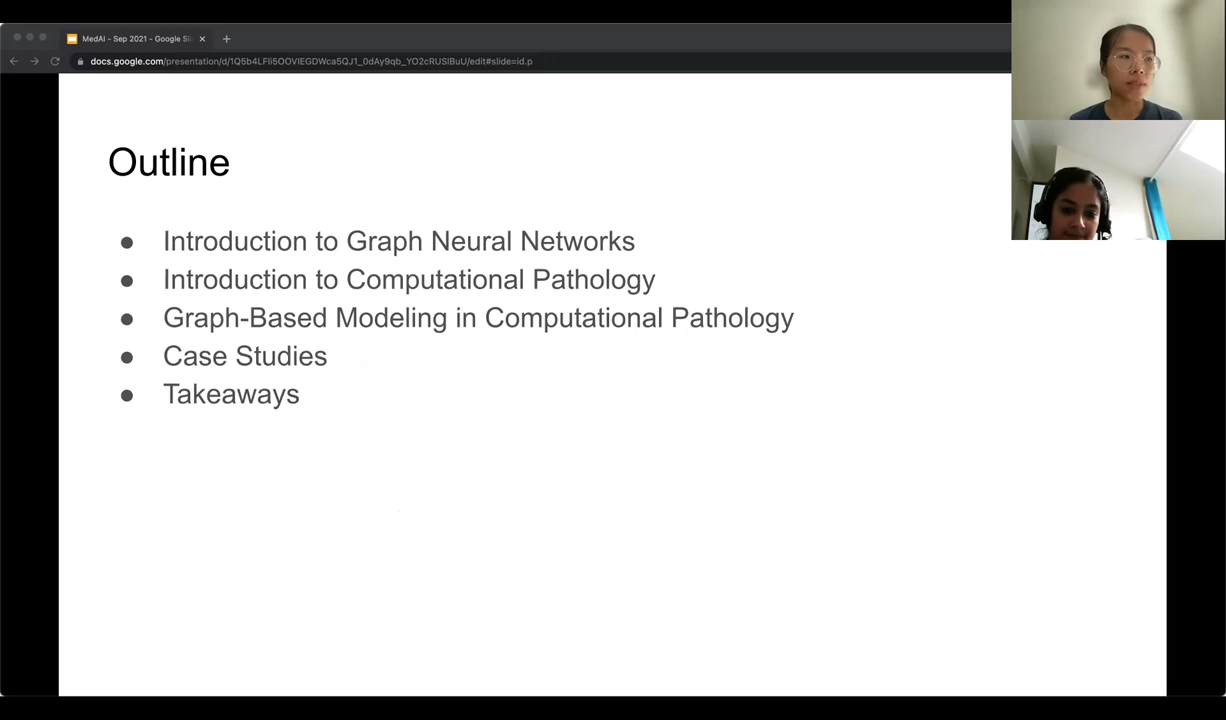 MedAI - Sep 2021 - Google Sli
docs.google.com/presentation/d/1Q5b4LFli5OOVIEGDWca5QJ1_0dAy9qb_YO2cRUSlBuU/edit#slide=id.p
Outline
● Introduction to Graph Neural Networks
● Introduction to Computational Pathology
● Graph-Based Modeling in Computational Pathology
● Case Studies
● Takeaways